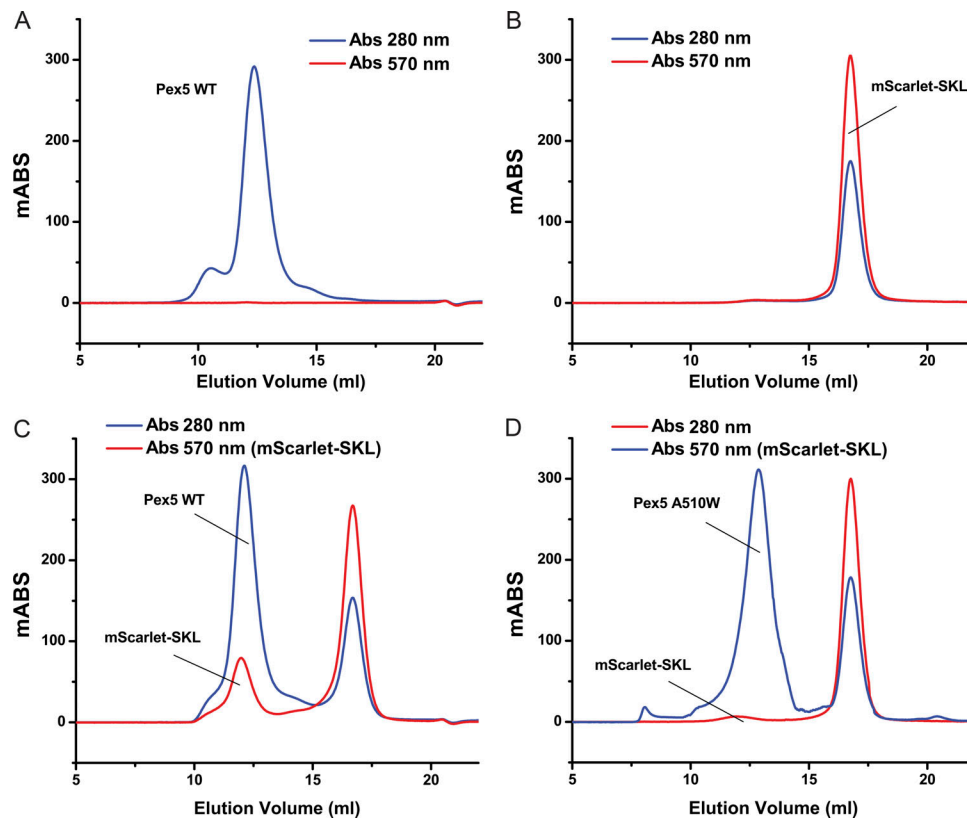 A
Abs 280 nm
Abs 570 nm
Pex5 WT
300
200
100
0
mABS
5 10 15 20
Elution Volume (ml)
B
Abs 280 nm
Abs 570 nm
mScarlet-SKL
300
200
100
0
mABS
5 10 15 20
Elution Volume (ml)
C
Abs 280 nm
Abs 570 nm (mScarlet-SKL)
Pex5 WT
mScarlet-SKL
300
200
100
0
mABS
5 10 15 20
Elution Volume (ml)
D
Abs 280 nm
Abs 570 nm (mScarlet-SKL)
Pex5 A510W
mScarlet-SKL
300
200
100
0
mABS
5 10 15 20
Elution Volume (ml)